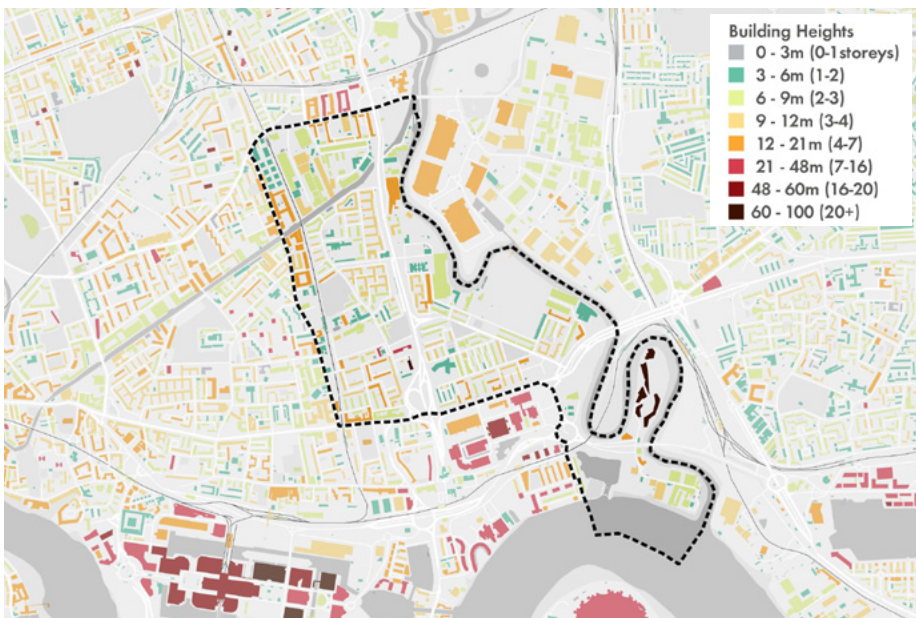 Building Heights
0 - 3m (0-1storeys)
3 - 6m (1-2)
6 - 9m (2-3)
9 - 12m (3-4)
12 - 21m (4-7)
21 - 48m (7-16)
48 - 60m (16-20)
60 - 100 (20+)